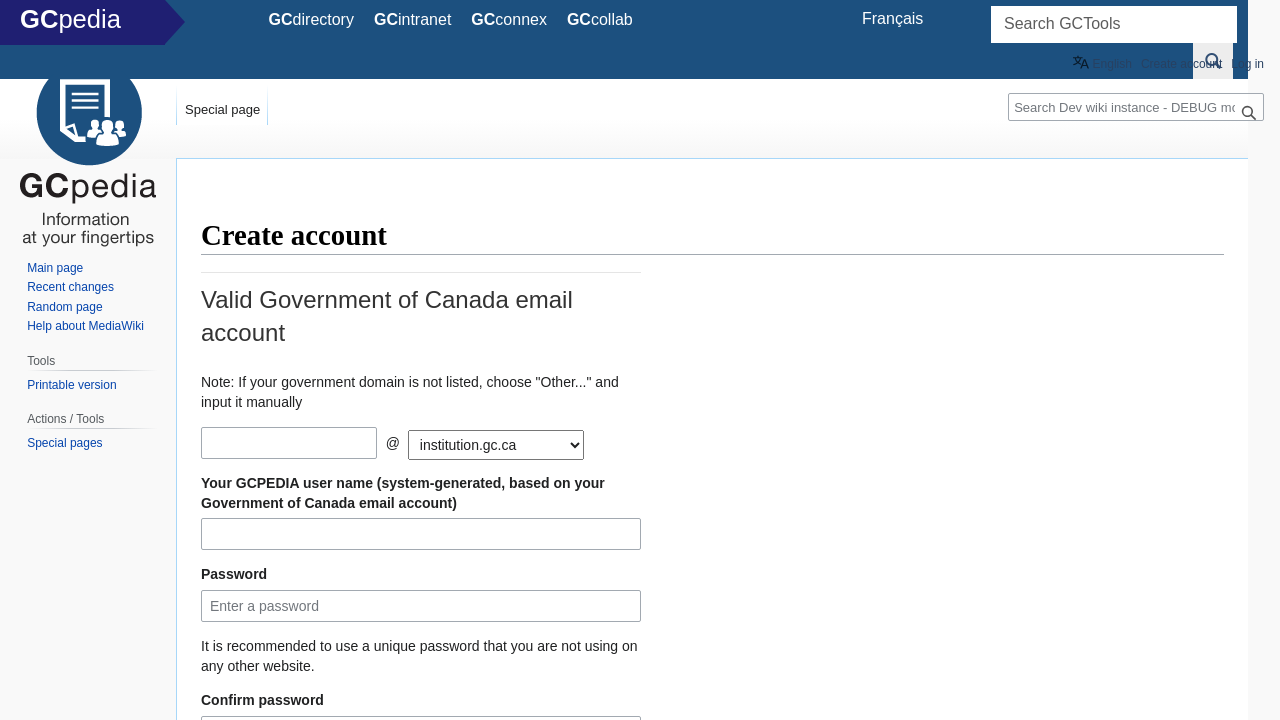 GCpedia
GCdirectory GCintranet GCconnex GCcollab
Français
Search GCTools
English Create account Log in
Special page
Search Dev wiki instance - DEBUG mo
GCpedia
Information
at your fingertips
Main page
Recent changes
Random page
Help about MediaWiki
Tools
Printable version
Actions / Tools
Special pages
Create account
Valid Government of Canada email
account
Note: If your government domain is not listed, choose "Other..." and
input it manually
@ institution.gc.ca
Your GCPEDIA user name (system-generated, based on your
Government of Canada email account)
Password
Enter a password
It is recommended to use a unique password that you are not using on
any other website.
Confirm password